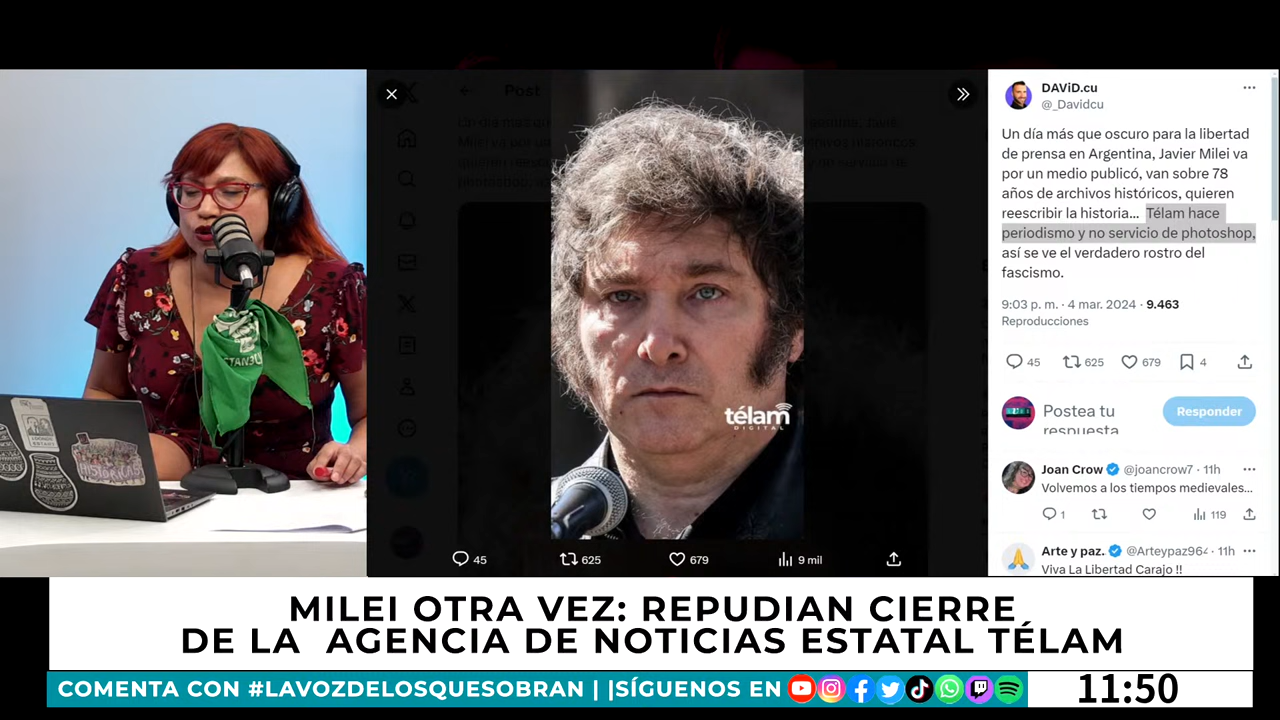 Post
DAViD.cu
@_Davidcu
Un día más que oscuro para la libertad
de prensa en Argentina, Javier Milei va
por un medio publicó, van sobre 78
años de archivos históricos, quieren
reescribir la historia... Télam hace
periodismo y no servicio de photoshop,
así se ve el verdadero rostro del
fascismo.
9:03 p. m. · 4 mar. 2024 · 9.463
Reproducciones
45 625 679 4
Postea tu
respuesta
Responder
Joan Crow @joancrow7 · 11h
Volvemos a los tiempos medievales...
1 119
Arte y paz. @Arteypaz964 · 11h
Viva La Libertad Carajo !!
télam
DIGITAL
45 625 679 9 mil
HISTÓRICAS
MILEI OTRA VEZ: REPUDIAN CIERRE
DE LA AGENCIA DE NOTICIAS ESTATAL TÉLAM
COMENTA CON #LAVOZDELOSQUESOBRAN | |SÍGUENOS EN
11:50